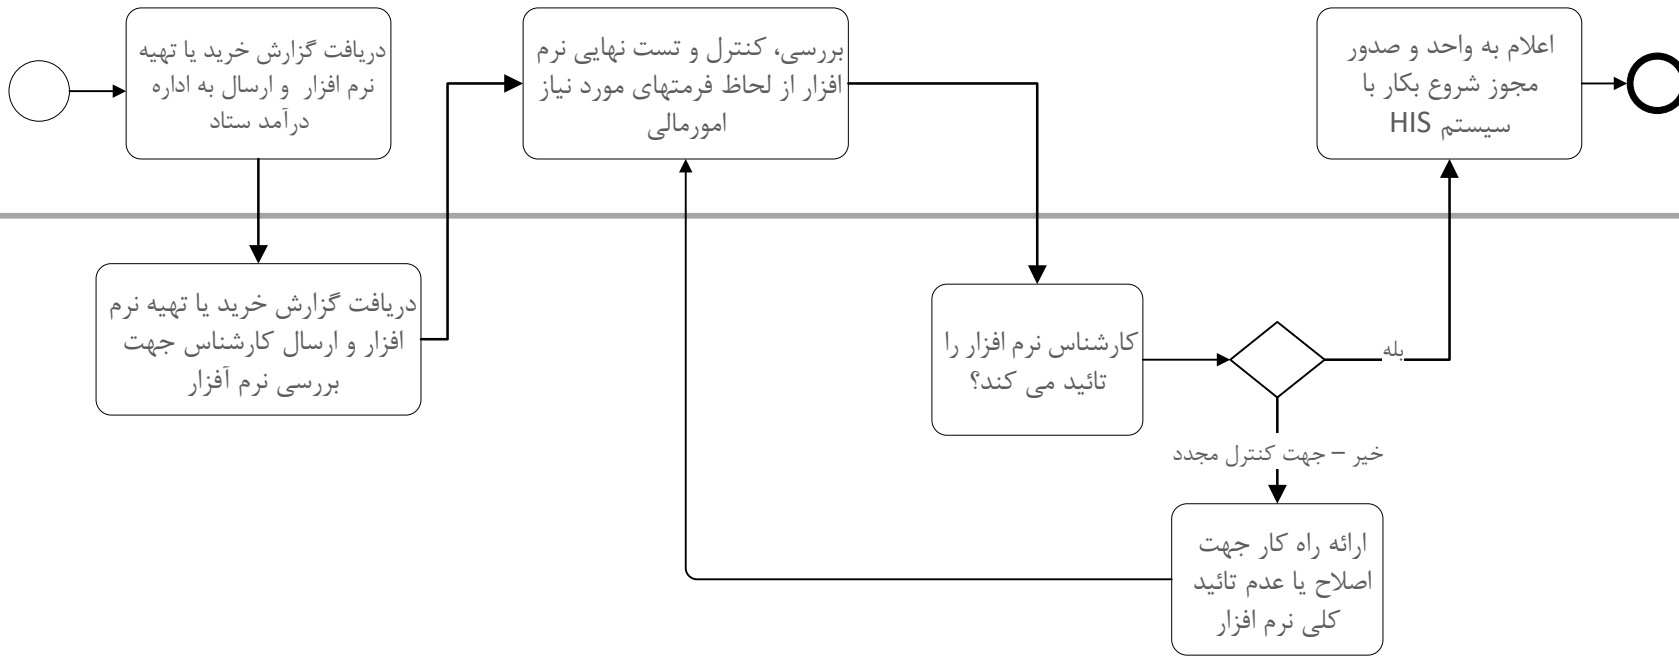 دریافت گزارش خرید یا تهیه
نرم افزار و ارسال به اداره
درآمد ستاد
بررسی، کنترل و تست نهایی نرم
افزار از لحاظ فرمتهای مورد نیاز
امورمالی
اعلام به واحد و صدور
مجوز شروع بکار با
سیستم HIS
دریافت گزارش خرید یا تهیه نرم
افزار و ارسال کارشناس جهت
بررسی نرم آفزار
کارشناس نرم افزار را
تائید می کند؟
بله
خیر – جهت کنترل مجدد
ارائه راه کار جهت
اصلاح یا عدم تائید
کلی نرم افزار